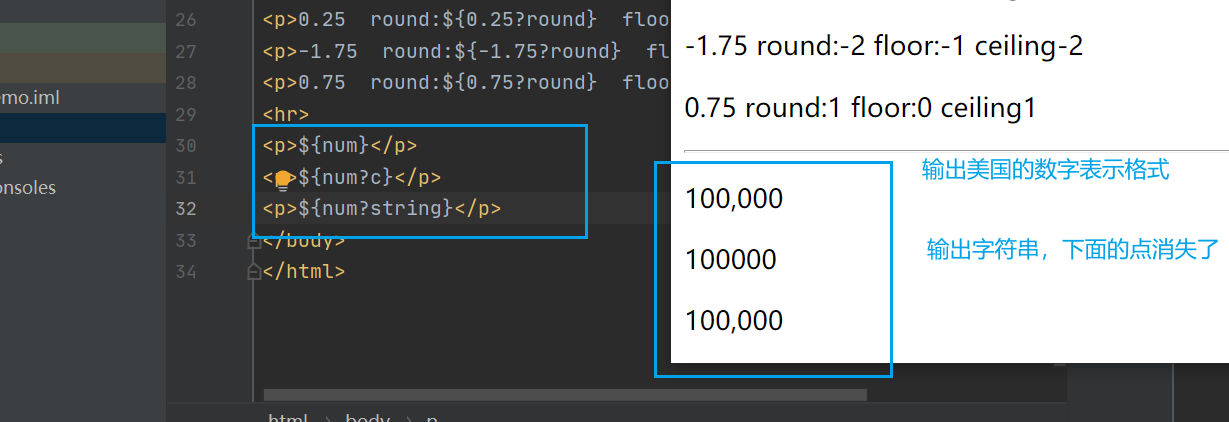 26 <p>0.25  round:${0.25?round}  floo
27 <p>-1.75  round:${-1.75?round}  fl
28 <p>0.75  round:${0.75?round}  floo
29 <hr>
30 <p>${num}</p>
31 <p>${num?c}</p>
32 <p>${num?string}</p>
33 </body>
34 </html>
emo.iml
s
onsoles
-1.75 round:-2 floor:-1 ceiling-2
0.75 round:1 floor:0 ceiling1
100,000
输出美国的数字表示格式
100000
输出字符串，下面的点消失了
100,000
html > body > p